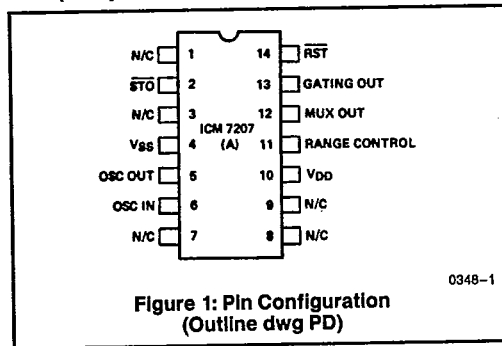 N/C 1 14 RST
STO 2 13 GATING OUT
N/C 3 12 MUX OUT
ICM 7207
VSS 4 (A) 11 RANGE CONTROL
OSC OUT 5 10 VDD
OSC IN 6 9 N/C
N/C 7 8 N/C
0348–1
Figure 1: Pin Configuration
(Outline dwg PD)